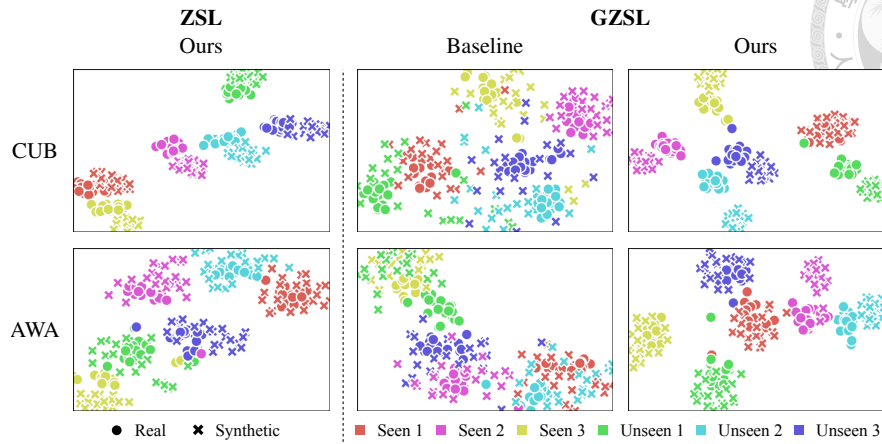 ZSL GZSL
Ours Baseline Ours
CUB
AWA
Real Synthetic Seen 1 Seen 2 Seen 3 Unseen 1 Unseen 2 Unseen 3